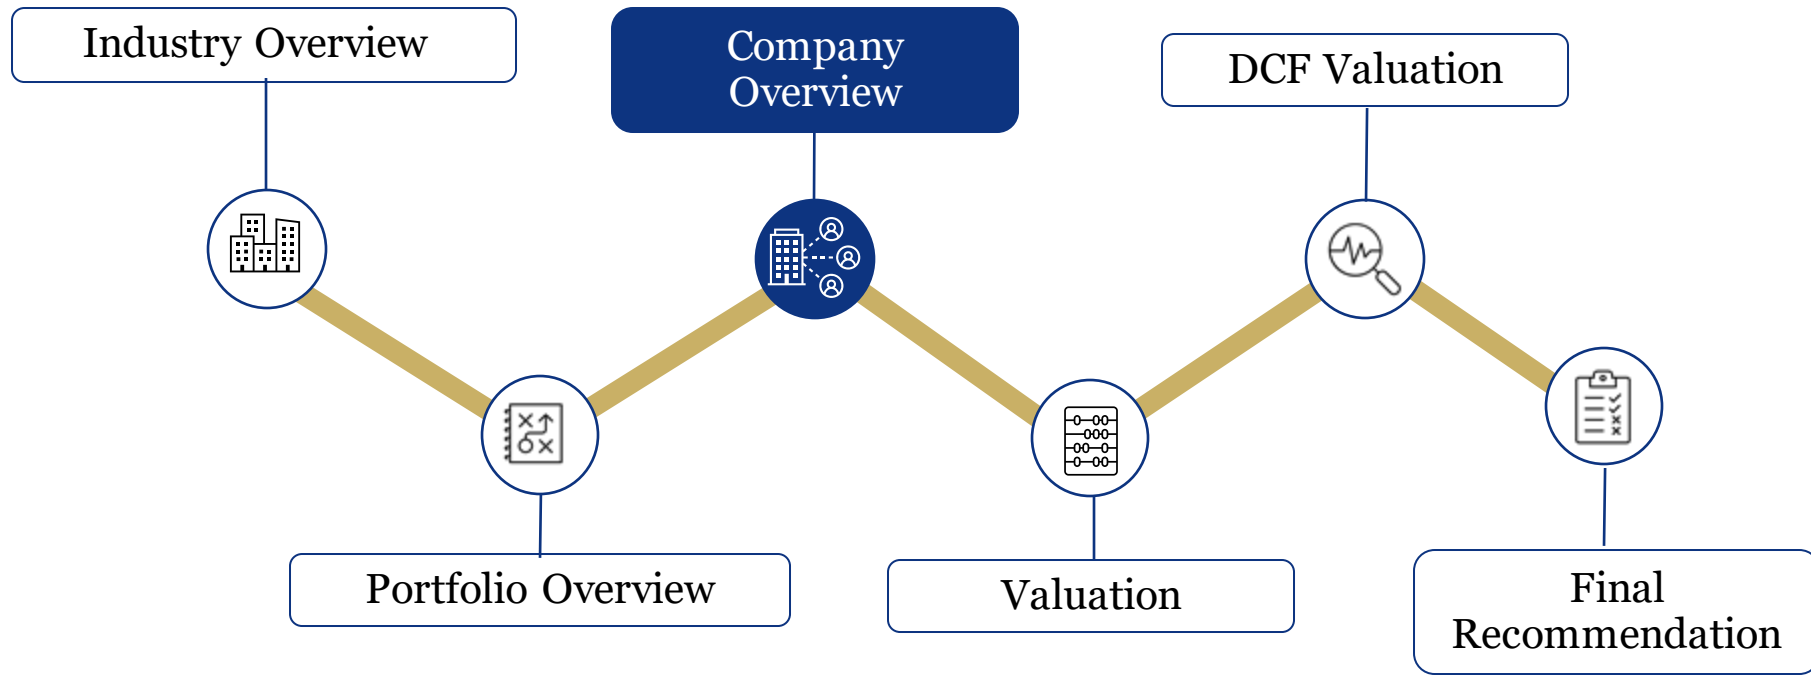 Industry Overview
Portfolio Overview
Company
Overview
Valuation
DCF Valuation
Final
Recommendation